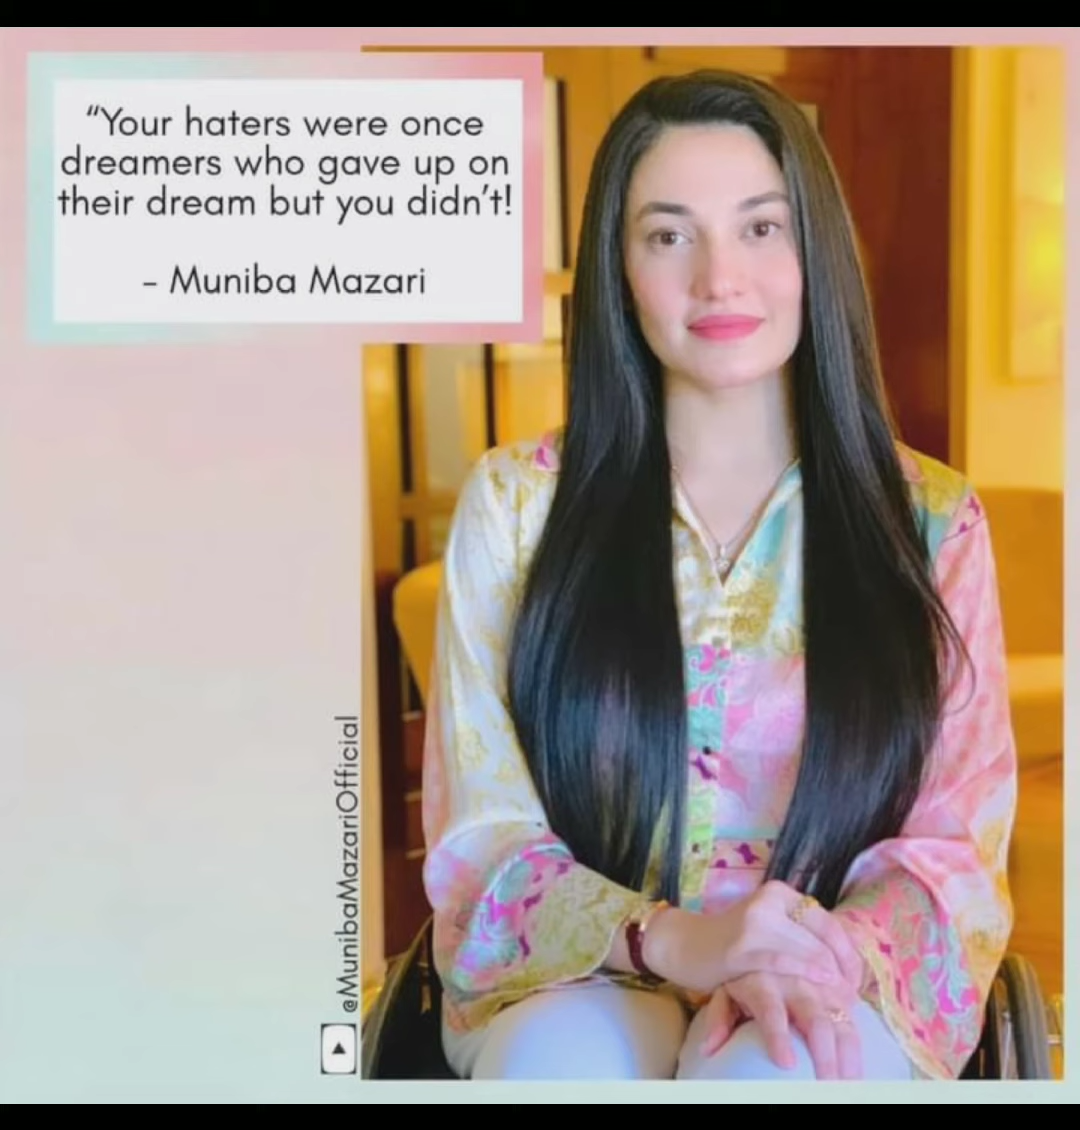 "Your haters were once
dreamers who gave up on
their dream but you didn't!
- Muniba Mazari
@MunibaMazariOfficial